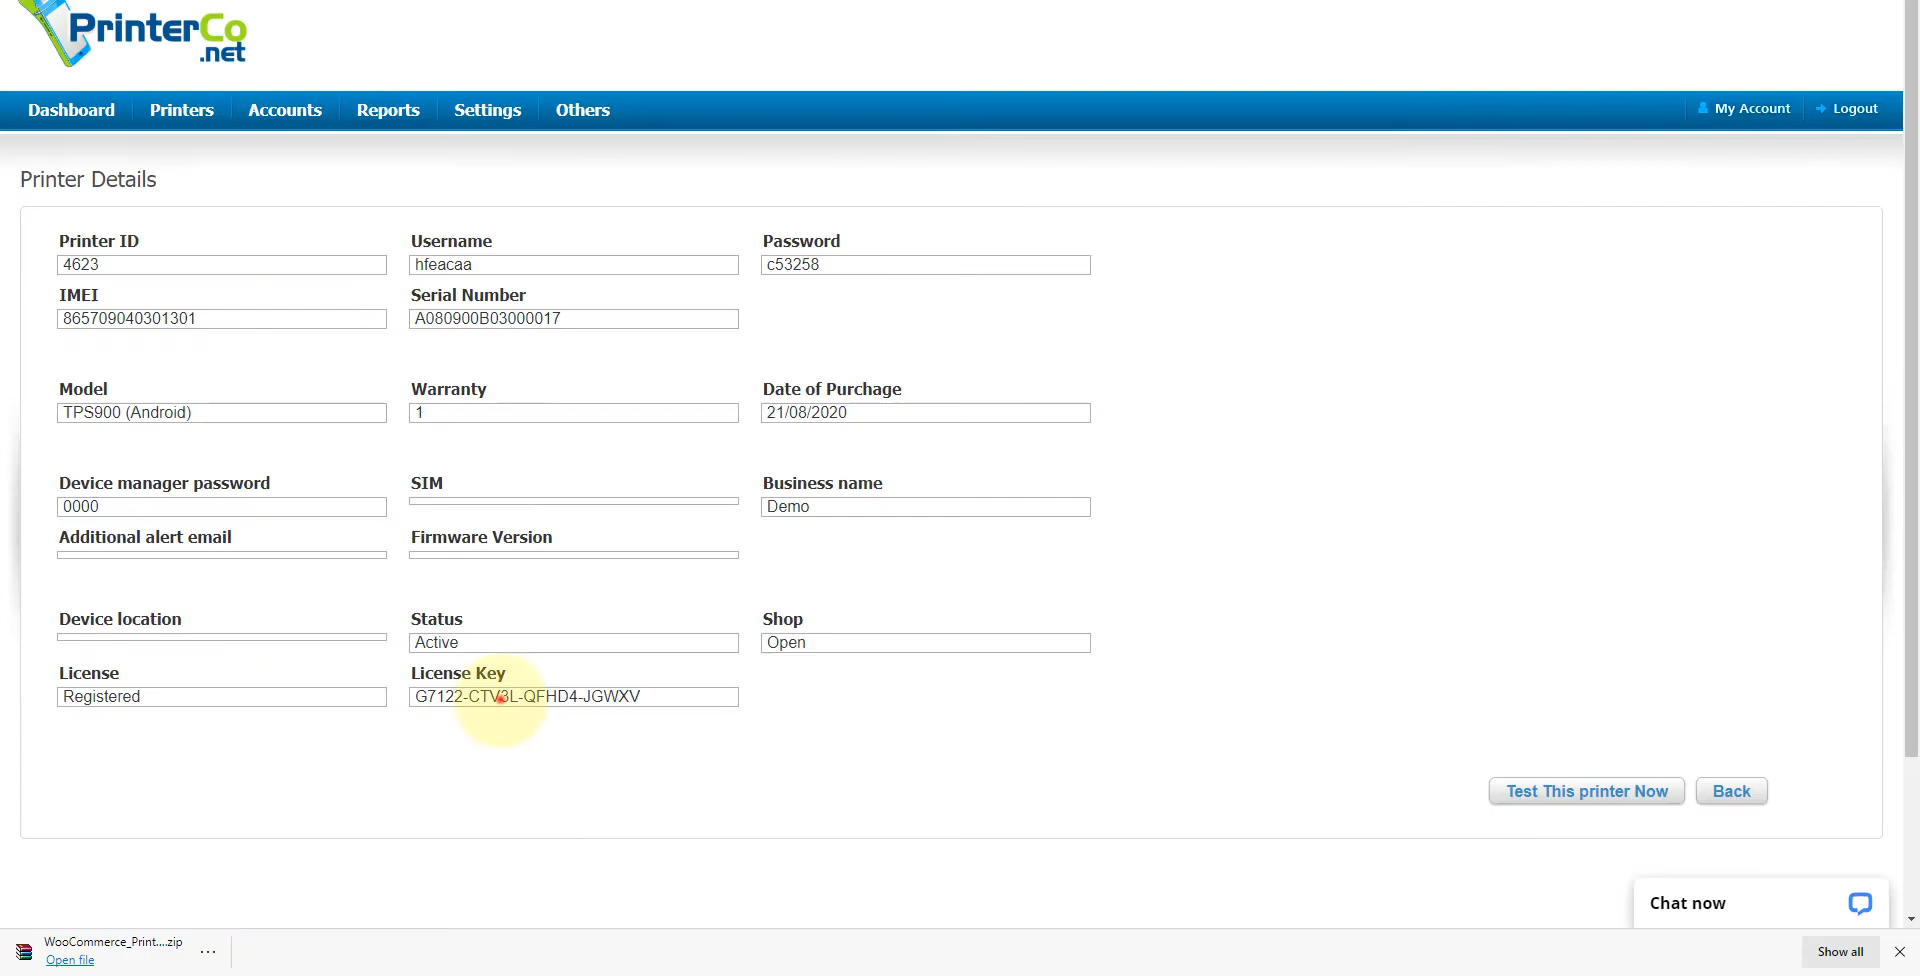 PrinterCo
.net
Dashboard Printers Accounts Reports Settings Others My Account Logout
Printer Details
Printer ID Username Password
4623 hfeacaa c53258
IMEI Serial Number
865709040301301 A080900B03000017
Model Warranty Date of Purchage
TPS900 (Android) 1 21/08/2020
Device manager password SIM Business name
0000 Demo
Additional alert email Firmware Version
Device location Status Shop
Active Open
License License Key
Registered G7122-CTV3L-QFHD4-JGWXV
Test This printer Now Back
Chat now
WooCommerce_Print....zip
Open file
Show all